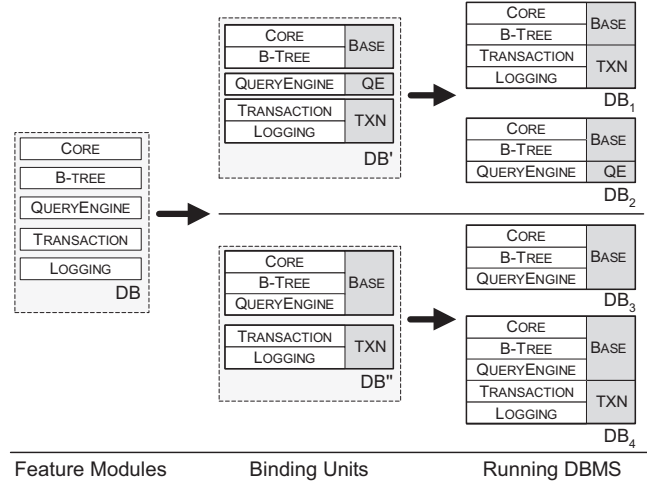 CORE
B-TREE
QUERYENGINE
TRANSACTION
LOGGING
DB
CORE
B-TREE
BASE
QUERYENGINE QE
TRANSACTION
LOGGING
TXN
DB'
CORE
B-TREE
QUERYENGINE
BASE
TRANSACTION
LOGGING
TXN
DB"
CORE
B-TREE
BASE
TRANSACTION
LOGGING
TXN
DB1
CORE
B-TREE
BASE
QUERYENGINE QE
DB2
CORE
B-TREE
QUERYENGINE
BASE
DB3
CORE
B-TREE
QUERYENGINE
BASE
TRANSACTION
LOGGING
TXN
DB4
Feature Modules Binding Units Running DBMS